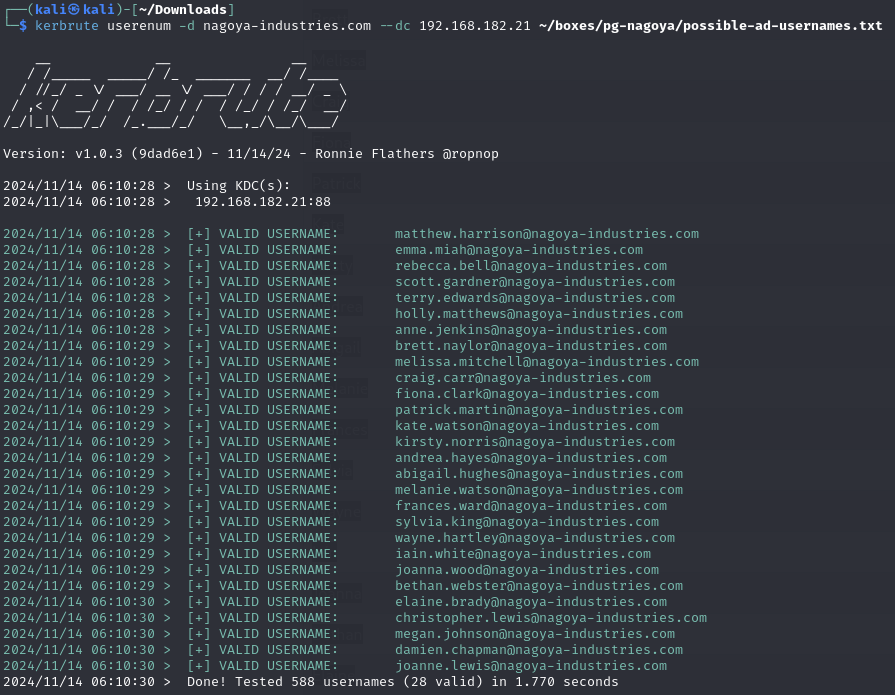 ┌──(kali㉿kali)-[~/Downloads]
└─$ kerbrute userenum -d nagoya-industries.com --dc 192.168.182.21 ~/boxes/pg-nagoya/possible-ad-usernames.txt
    __             __               __
   / /_____  _____/ /_  _______  __/ /____
  / //_/ _ \/ ___/ __ \/ ___/ / / / __/ _ \
 / ,< /  __/ /  / /_/ / /  / /_/ / /_/  __/
/_/|_|\___/_/  /_.___/_/   \__,_/\__/\___/
Version: v1.0.3 (9dad6e1) - 11/14/24 - Ronnie Flathers @ropnop
2024/11/14 06:10:28 >  Using KDC(s):
2024/11/14 06:10:28 >   192.168.182.21:88
2024/11/14 06:10:28 >  [+] VALID USERNAME:       matthew.harrison@nagoya-industries.com
2024/11/14 06:10:28 >  [+] VALID USERNAME:       emma.miah@nagoya-industries.com
2024/11/14 06:10:28 >  [+] VALID USERNAME:       rebecca.bell@nagoya-industries.com
2024/11/14 06:10:28 >  [+] VALID USERNAME:       scott.gardner@nagoya-industries.com
2024/11/14 06:10:28 >  [+] VALID USERNAME:       terry.edwards@nagoya-industries.com
2024/11/14 06:10:28 >  [+] VALID USERNAME:       holly.matthews@nagoya-industries.com
2024/11/14 06:10:28 >  [+] VALID USERNAME:       anne.jenkins@nagoya-industries.com
2024/11/14 06:10:29 >  [+] VALID USERNAME:       brett.naylor@nagoya-industries.com
2024/11/14 06:10:29 >  [+] VALID USERNAME:       melissa.mitchell@nagoya-industries.com
2024/11/14 06:10:29 >  [+] VALID USERNAME:       craig.carr@nagoya-industries.com
2024/11/14 06:10:29 >  [+] VALID USERNAME:       fiona.clark@nagoya-industries.com
2024/11/14 06:10:29 >  [+] VALID USERNAME:       patrick.martin@nagoya-industries.com
2024/11/14 06:10:29 >  [+] VALID USERNAME:       kate.watson@nagoya-industries.com
2024/11/14 06:10:29 >  [+] VALID USERNAME:       kirsty.norris@nagoya-industries.com
2024/11/14 06:10:29 >  [+] VALID USERNAME:       andrea.hayes@nagoya-industries.com
2024/11/14 06:10:29 >  [+] VALID USERNAME:       abigail.hughes@nagoya-industries.com
2024/11/14 06:10:29 >  [+] VALID USERNAME:       melanie.watson@nagoya-industries.com
2024/11/14 06:10:29 >  [+] VALID USERNAME:       frances.ward@nagoya-industries.com
2024/11/14 06:10:29 >  [+] VALID USERNAME:       sylvia.king@nagoya-industries.com
2024/11/14 06:10:29 >  [+] VALID USERNAME:       wayne.hartley@nagoya-industries.com
2024/11/14 06:10:29 >  [+] VALID USERNAME:       iain.white@nagoya-industries.com
2024/11/14 06:10:29 >  [+] VALID USERNAME:       joanna.wood@nagoya-industries.com
2024/11/14 06:10:29 >  [+] VALID USERNAME:       bethan.webster@nagoya-industries.com
2024/11/14 06:10:30 >  [+] VALID USERNAME:       elaine.brady@nagoya-industries.com
2024/11/14 06:10:30 >  [+] VALID USERNAME:       christopher.lewis@nagoya-industries.com
2024/11/14 06:10:30 >  [+] VALID USERNAME:       megan.johnson@nagoya-industries.com
2024/11/14 06:10:30 >  [+] VALID USERNAME:       damien.chapman@nagoya-industries.com
2024/11/14 06:10:30 >  [+] VALID USERNAME:       joanne.lewis@nagoya-industries.com
2024/11/14 06:10:30 >  Done! Tested 588 usernames (28 valid) in 1.770 seconds